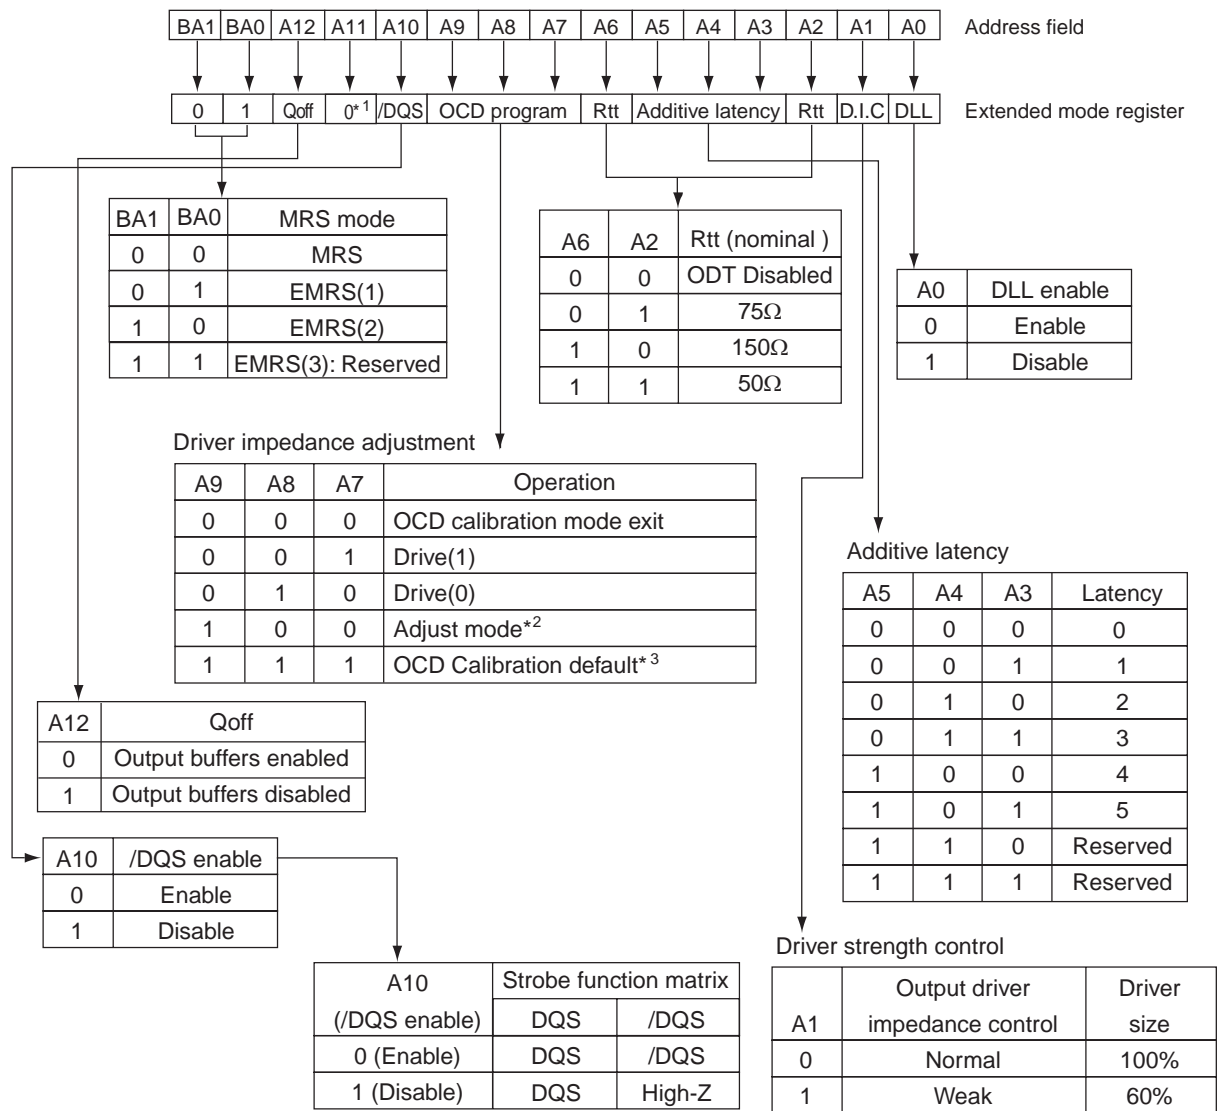 BA1 BA0 A12 A11 A10 A9 A8 A7 A6 A5 A4 A3 A2 A1 A0 Address field
0 1 Qoff 0*1 /DQS OCD program Rtt Additive latency Rtt D.I.C DLL Extended mode register
BA1 BA0 MRS mode
0 0 MRS
0 1 EMRS(1)
1 0 EMRS(2)
1 1 EMRS(3): Reserved
A6 A2 Rtt (nominal )
0 0 ODT Disabled
0 1 75Ω
1 0 150Ω
1 1 50Ω
A0 DLL enable
0 Enable
1 Disable
Driver impedance adjustment
A9 A8 A7 Operation
0 0 0 OCD calibration mode exit
0 0 1 Drive(1)
0 1 0 Drive(0)
1 0 0 Adjust mode*2
1 1 1 OCD Calibration default*3
Additive latency
A5 A4 A3 Latency
0 0 0 0
0 0 1 1
0 1 0 2
0 1 1 3
1 0 0 4
1 0 1 5
1 1 0 Reserved
1 1 1 Reserved
A12 Qoff
0 Output buffers enabled
1 Output buffers disabled
A10 /DQS enable
0 Enable
1 Disable
A10 Strobe function matrix
(/DQS enable) DQS /DQS
0 (Enable) DQS /DQS
1 (Disable) DQS High-Z
Driver strength control
Output driver Driver
A1 impedance control size
0 Normal 100%
1 Weak 60%